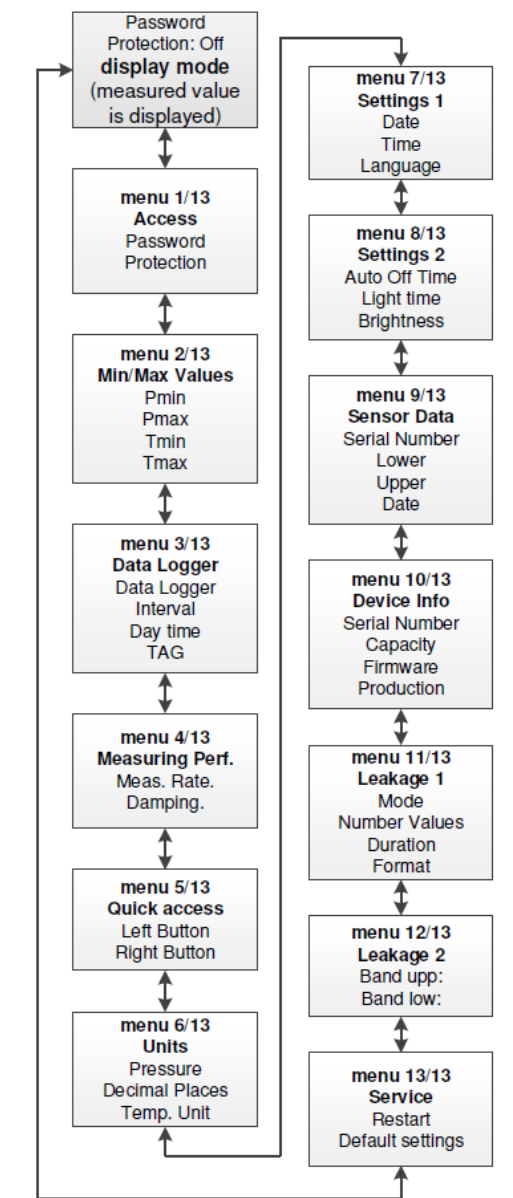 Password
Protection: Off
display mode
(measured value
is displayed)
menu 1/13
Access
Password
Protection
menu 2/13
Min/Max Values
Pmin
Pmax
Tmin
Tmax
menu 3/13
Data Logger
Data Logger
Interval
Day time
TAG
menu 4/13
Measuring Perf.
Meas. Rate.
Damping.
menu 5/13
Quick access
Left Button
Right Button
menu 6/13
Units
Pressure
Decimal Places
Temp. Unit
menu 7/13
Settings 1
Date
Time
Language
menu 8/13
Settings 2
Auto Off Time
Light time
Brightness
menu 9/13
Sensor Data
Serial Number
Lower
Upper
Date
menu 10/13
Device Info
Serial Number
Capacity
Firmware
Production
menu 11/13
Leakage 1
Mode
Number Values
Duration
Format
menu 12/13
Leakage 2
Band upp:
Band low:
menu 13/13
Service
Restart
Default settings